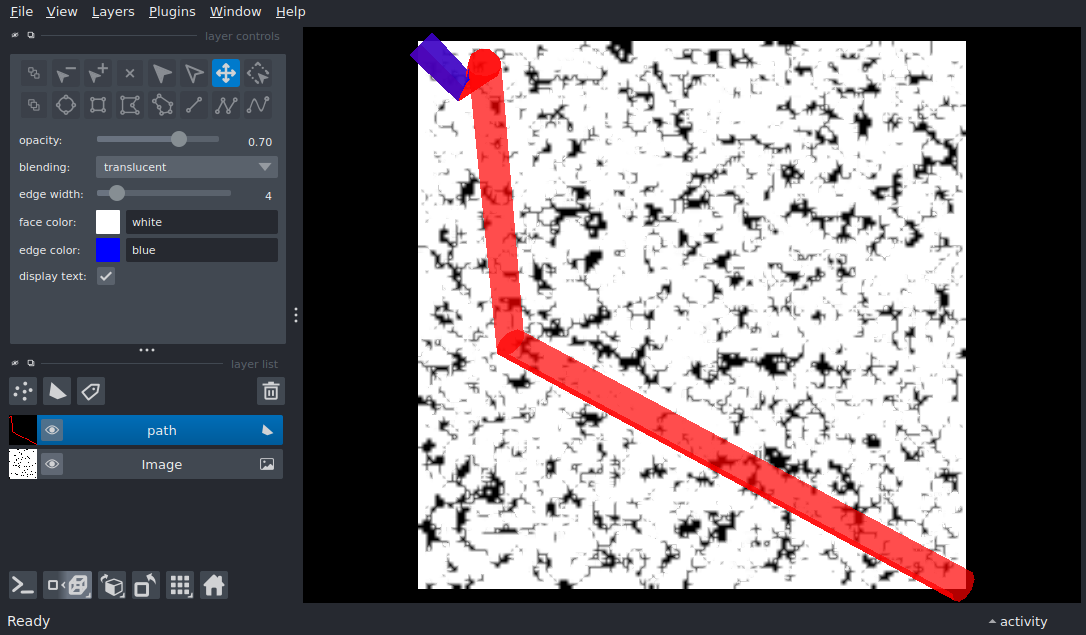 File View Layers Plugins Window Help
layer controls
opacity: 0.70
blending: translucent
edge width: 4
face color: white
edge color: blue
display text:
layer list
path
Image
Ready
activity